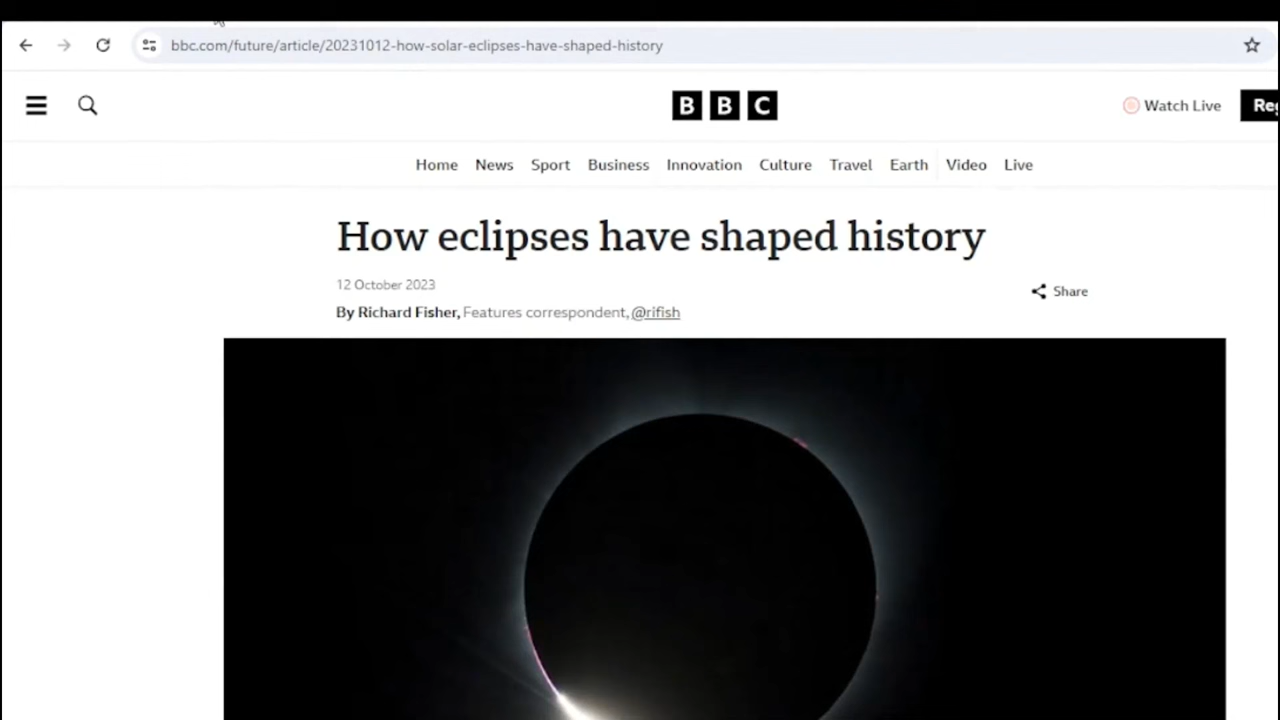 bbc.com/future/article/20231012-how-solar-eclipses-have-shaped-history
BBC
Watch Live
Home News Sport Business Innovation Culture Travel Earth Video Live
How eclipses have shaped history
12 October 2023
Share
By Richard Fisher, Features correspondent, @rifish